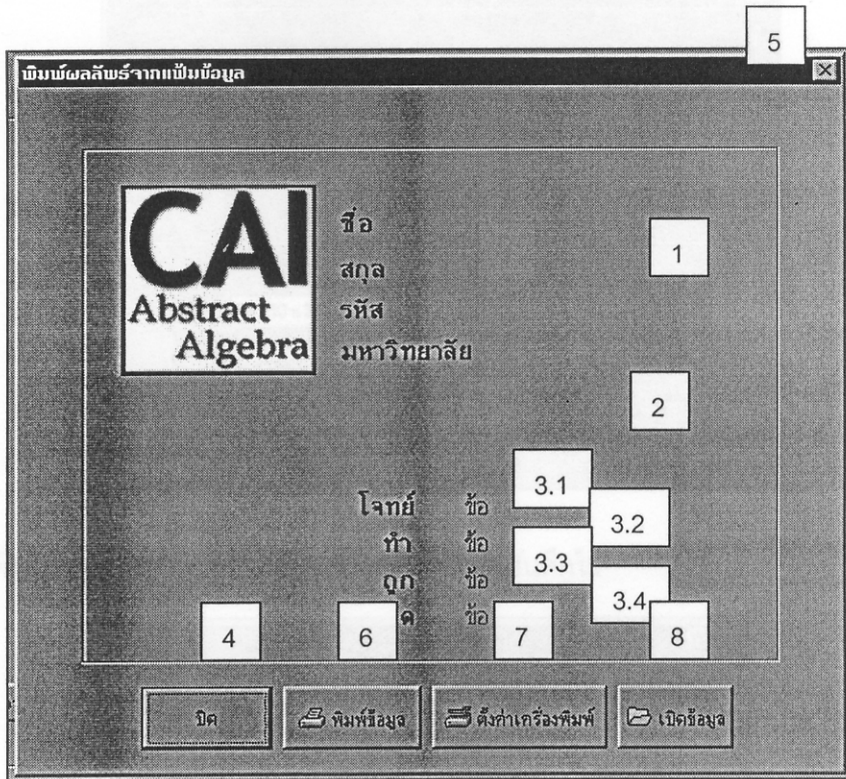 5
พิมพ์ผลลัพธ์จากแฟ้มข้อมูล
CAI
Abstract
Algebra
ชื่อ
สกุล
รหัส
มหาวิทยาลัย
1
2
โจทย์ ข้อ 3.1
ทำ ข้อ 3.2
ถูก ข้อ 3.3
ข้อ 3.4
4 6 7 8
ปิด พิมพ์ข้อมูล ตั้งค่าเครื่องพิมพ์ เปิดข้อมูล